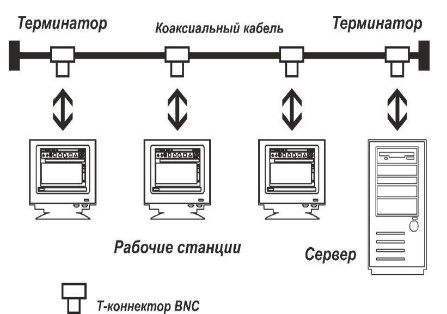 Терминатор
Коаксиальный кабель
Терминатор
Рабочие станции
Сервер
Т-коннектор BNC